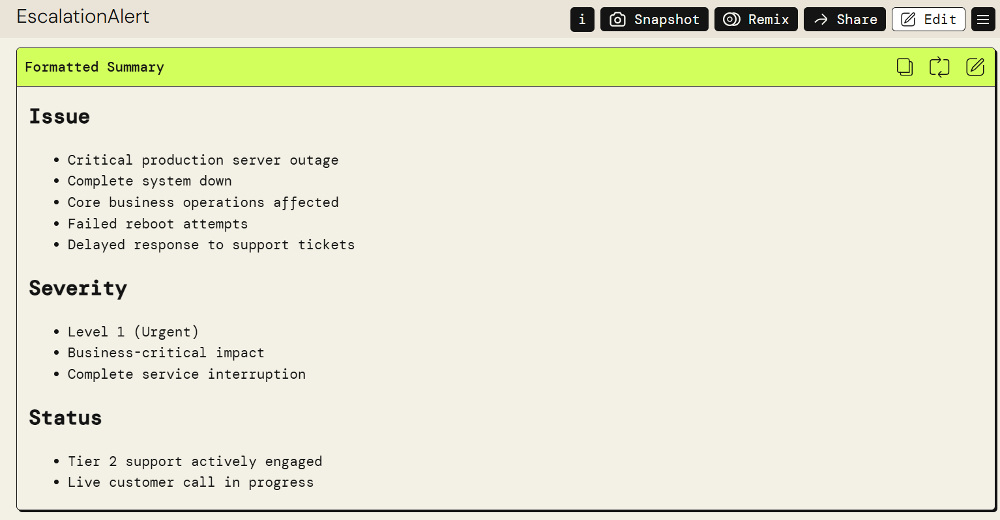 EscalationAlert
i
Snapshot
Remix
Share
Edit
Formatted Summary
Issue
• Critical production server outage
• Complete system down
• Core business operations affected
• Failed reboot attempts
• Delayed response to support tickets
Severity
• Level 1 (Urgent)
• Business-critical impact
• Complete service interruption
Status
• Tier 2 support actively engaged
• Live customer call in progress